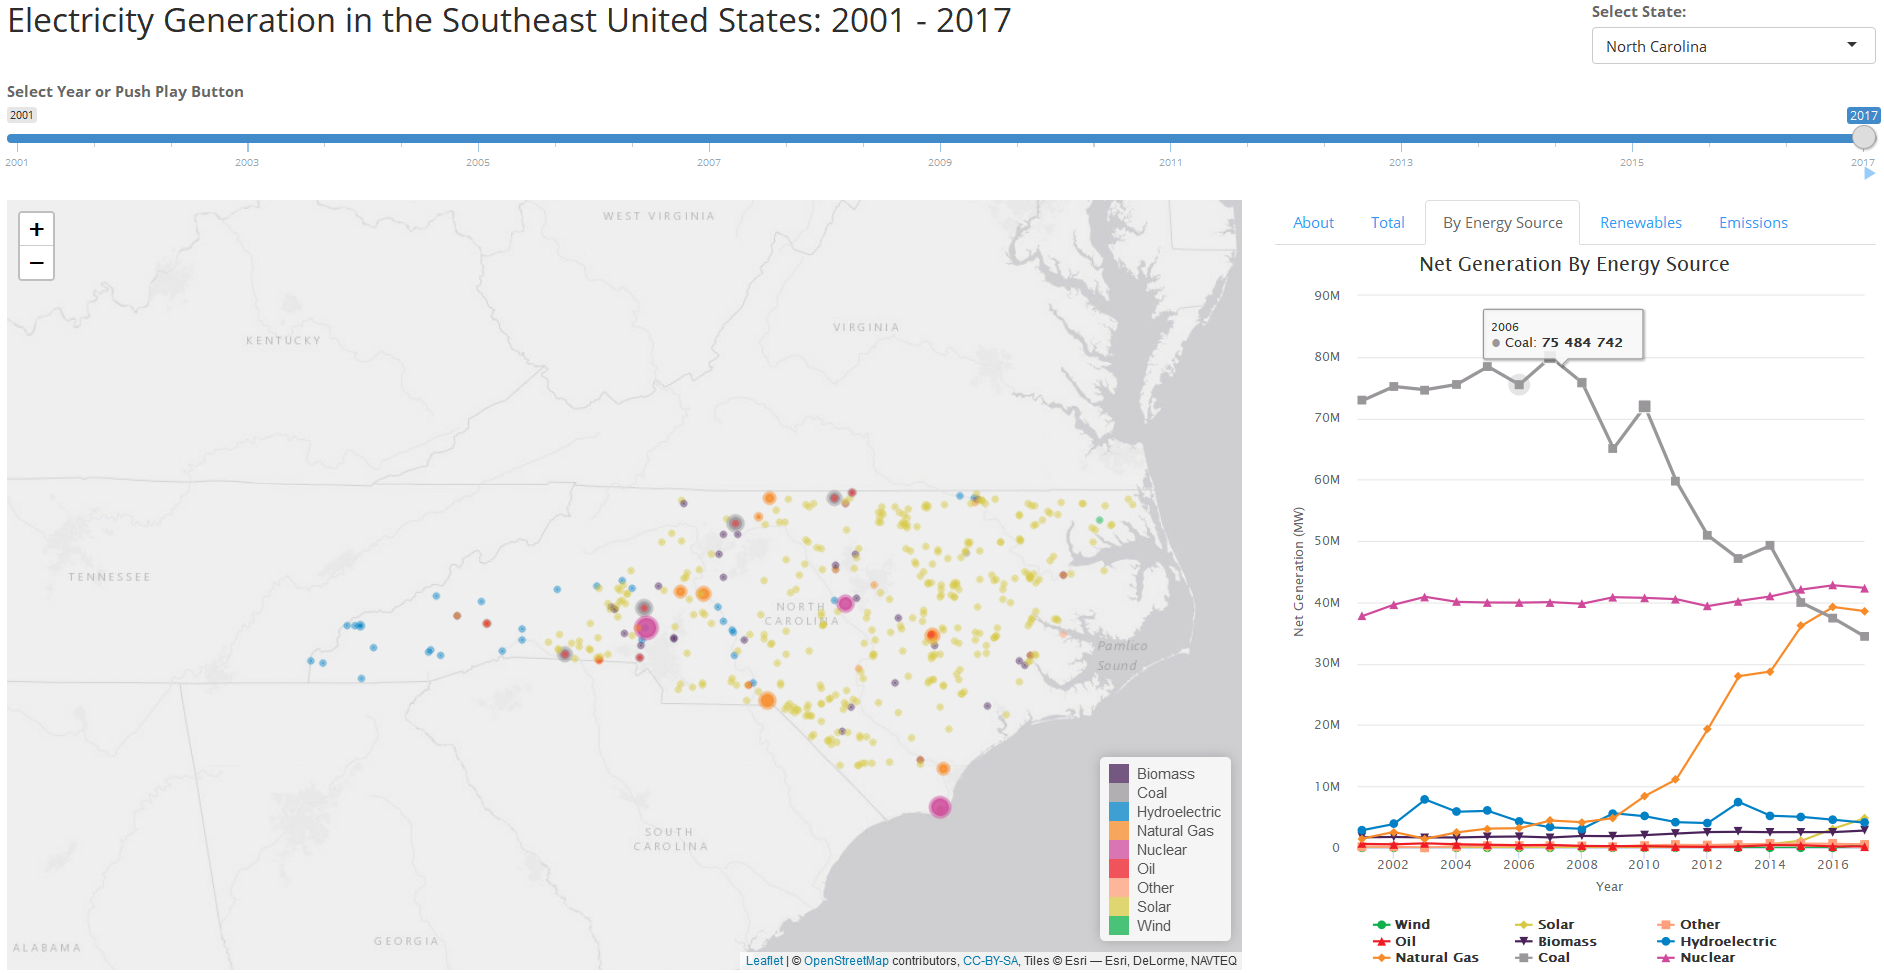 Electricity Generation in the Southeast United States: 2001 - 2017
Select State:
North Carolina
Select Year or Push Play Button
2001
2017
2001 2003 2005 2007 2009 2011 2013 2015 2017
+
−
WEST VIRGINIA
KENTUCKY
VIRGINIA
TENNESSEE
NORTH
CAROLINA
Pamlico
Sound
SOUTH
CAROLINA
ALABAMA
GEORGIA
Biomass
Coal
Hydroelectric
Natural Gas
Nuclear
Oil
Other
Solar
Wind
Leaflet | © OpenStreetMap contributors, CC-BY-SA, Tiles © Esri — Esri, DeLorme, NAVTEQ
About Total By Energy Source Renewables Emissions
Net Generation By Energy Source
Net Generation (MW)
90M
80M
70M
60M
50M
40M
30M
20M
10M
0
2006
Coal: 75 484 742
2002 2004 2006 2008 2010 2012 2014 2016
Year
Wind Solar Other
Oil Biomass Hydroelectric
Natural Gas Coal Nuclear